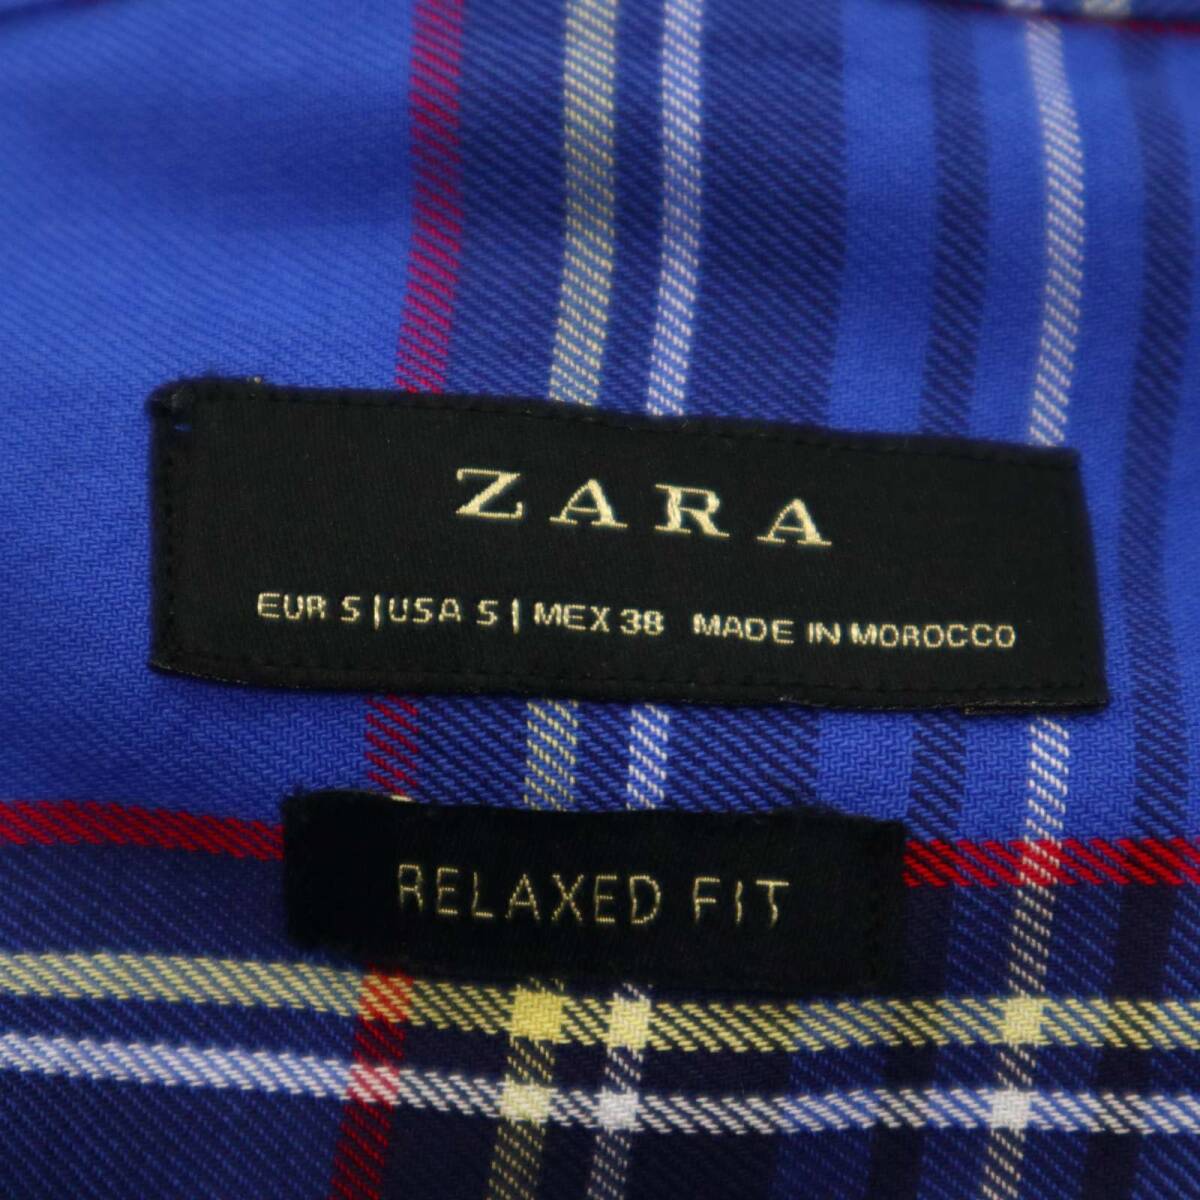 ZARA
EUR S | USA S | MEX 38 MADE IN MOROCCO
RELAXED FIT